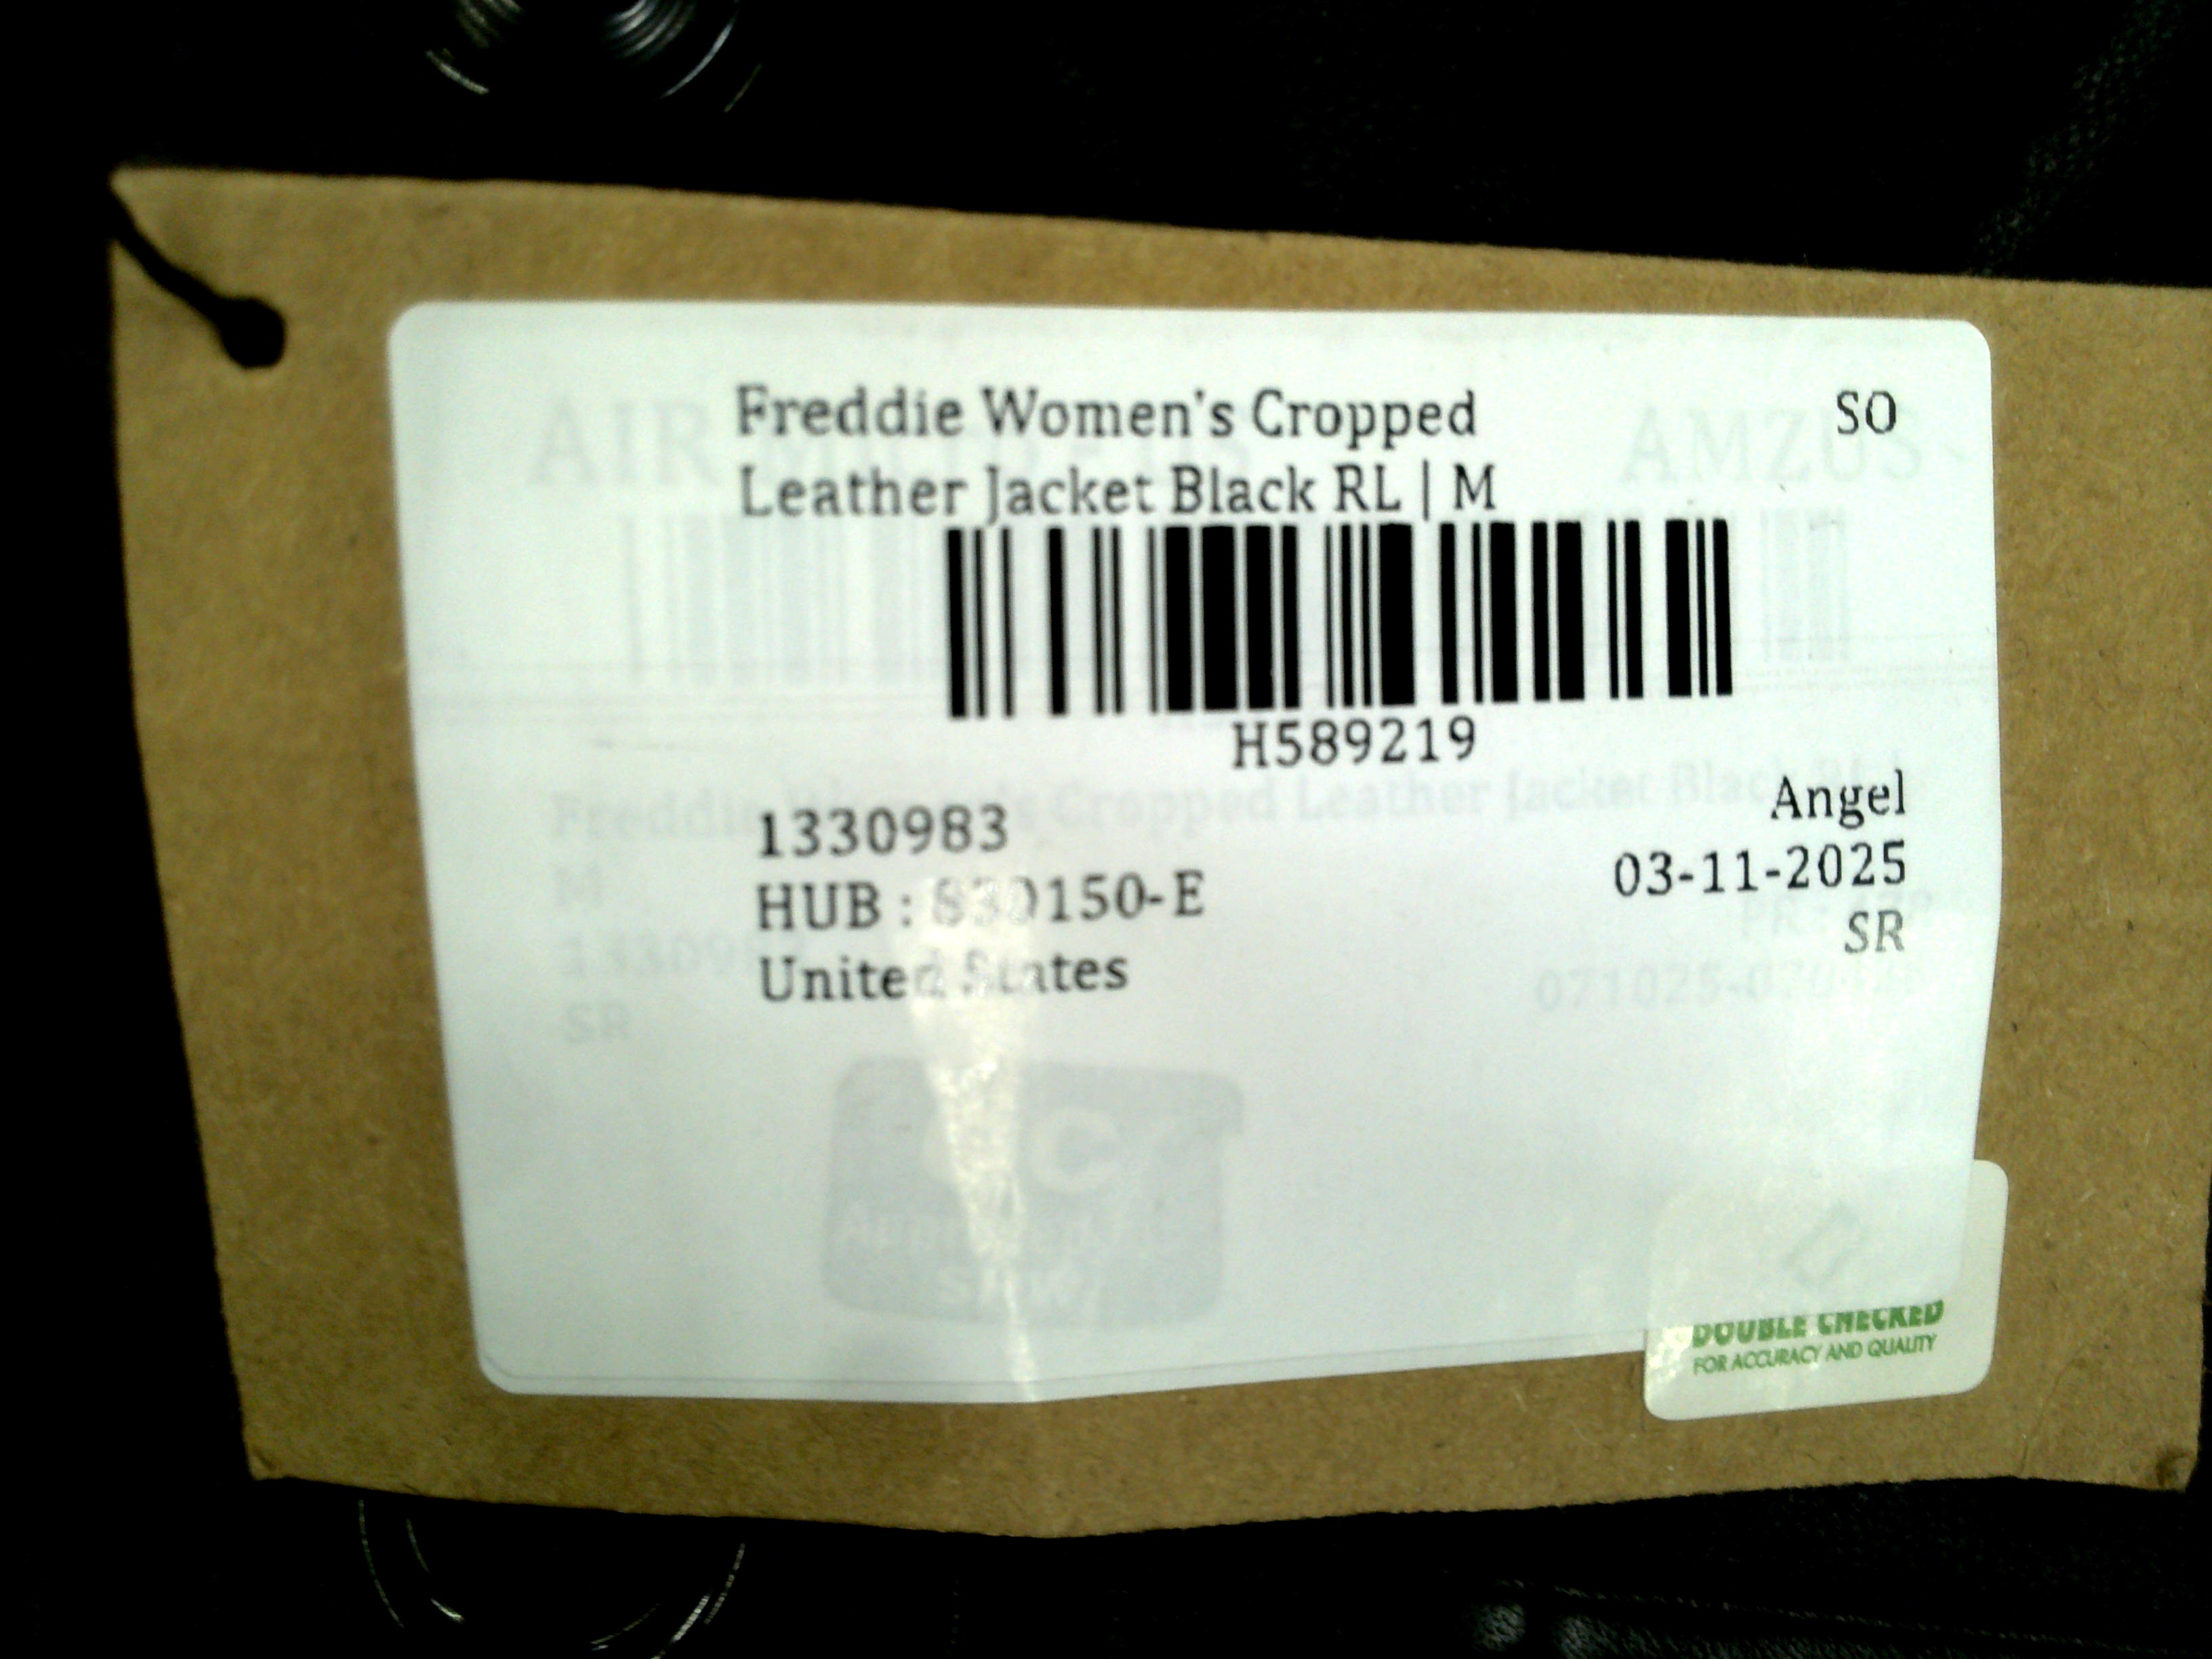 Freddie Women's Cropped
Leather Jacket Black RL | M
SO
H589219
1330983
HUB : 830150-E
United States
Angel
03-11-2025
SR
AMZUS
DOUBLE CHECKED
FOR ACCURACY AND QUALITY